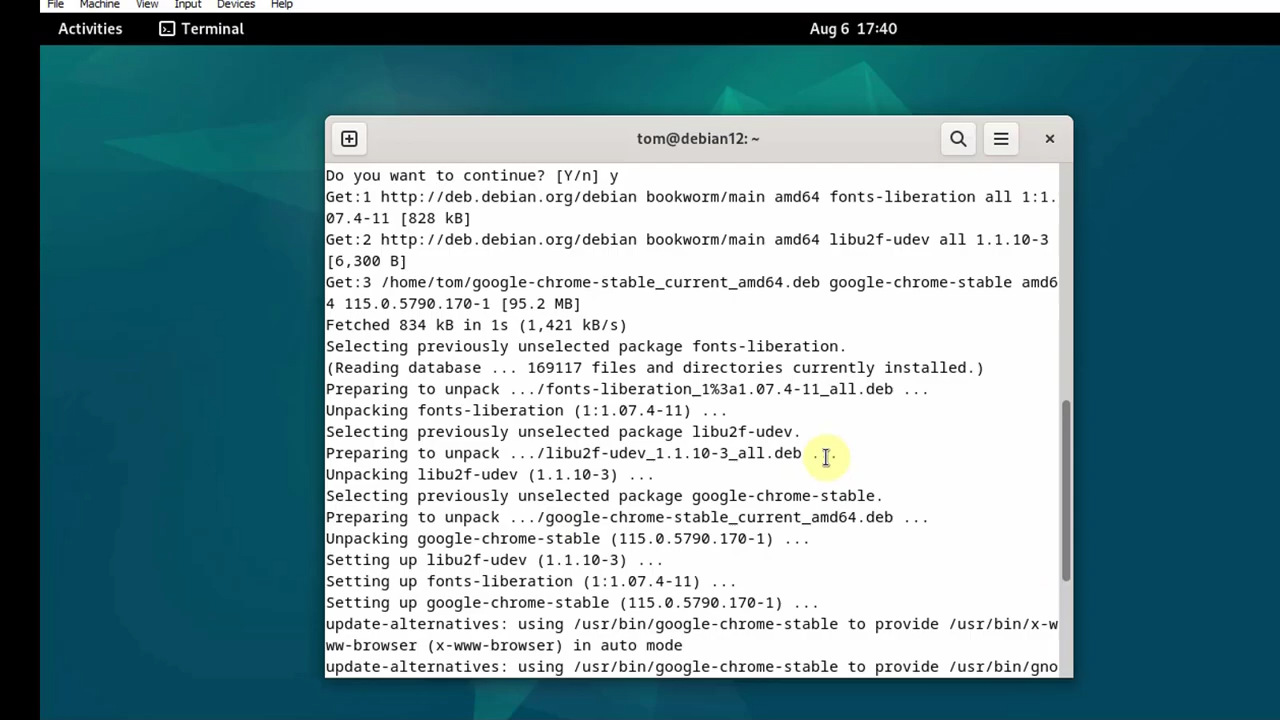 File Machine View Input Devices Help
Activities Terminal Aug 6 17:40
tom@debian12: ~
Do you want to continue? [Y/n] y
Get:1 http://deb.debian.org/debian bookworm/main amd64 fonts-liberation all 1:1.
07.4-11 [828 kB]
Get:2 http://deb.debian.org/debian bookworm/main amd64 libu2f-udev all 1.1.10-3
[6,300 B]
Get:3 /home/tom/google-chrome-stable_current_amd64.deb google-chrome-stable amd6
4 115.0.5790.170-1 [95.2 MB]
Fetched 834 kB in 1s (1,421 kB/s)
Selecting previously unselected package fonts-liberation.
(Reading database ... 169117 files and directories currently installed.)
Preparing to unpack .../fonts-liberation_1%3a1.07.4-11_all.deb ...
Unpacking fonts-liberation (1:1.07.4-11) ...
Selecting previously unselected package libu2f-udev.
Preparing to unpack .../libu2f-udev_1.1.10-3_all.deb ...
Unpacking libu2f-udev (1.1.10-3) ...
Selecting previously unselected package google-chrome-stable.
Preparing to unpack .../google-chrome-stable_current_amd64.deb ...
Unpacking google-chrome-stable (115.0.5790.170-1) ...
Setting up libu2f-udev (1.1.10-3) ...
Setting up fonts-liberation (1:1.07.4-11) ...
Setting up google-chrome-stable (115.0.5790.170-1) ...
update-alternatives: using /usr/bin/google-chrome-stable to provide /usr/bin/x-w
ww-browser (x-www-browser) in auto mode
update-alternatives: using /usr/bin/google-chrome-stable to provide /usr/bin/gno